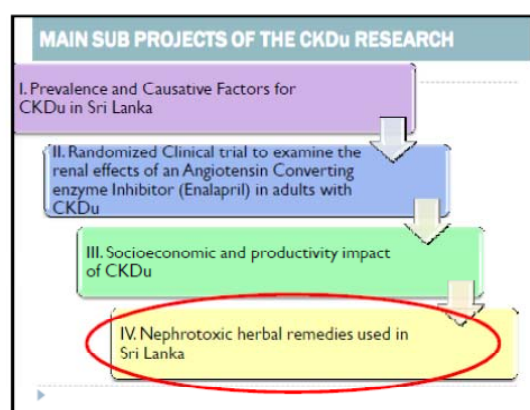 MAIN SUB PROJECTS OF THE CKDu RESEARCH
I. Prevalence and Causative Factors for
CKDu in Sri Lanka
II. Randomized Clinical trial to examine the
renal effects of an Angiotensin Converting
enzyme Inhibitor (Enalapril) in adults with
CKDu
III. Socioeconomic and productivity impact
of CKDu
IV. Nephrotoxic herbal remedies used in
Sri Lanka